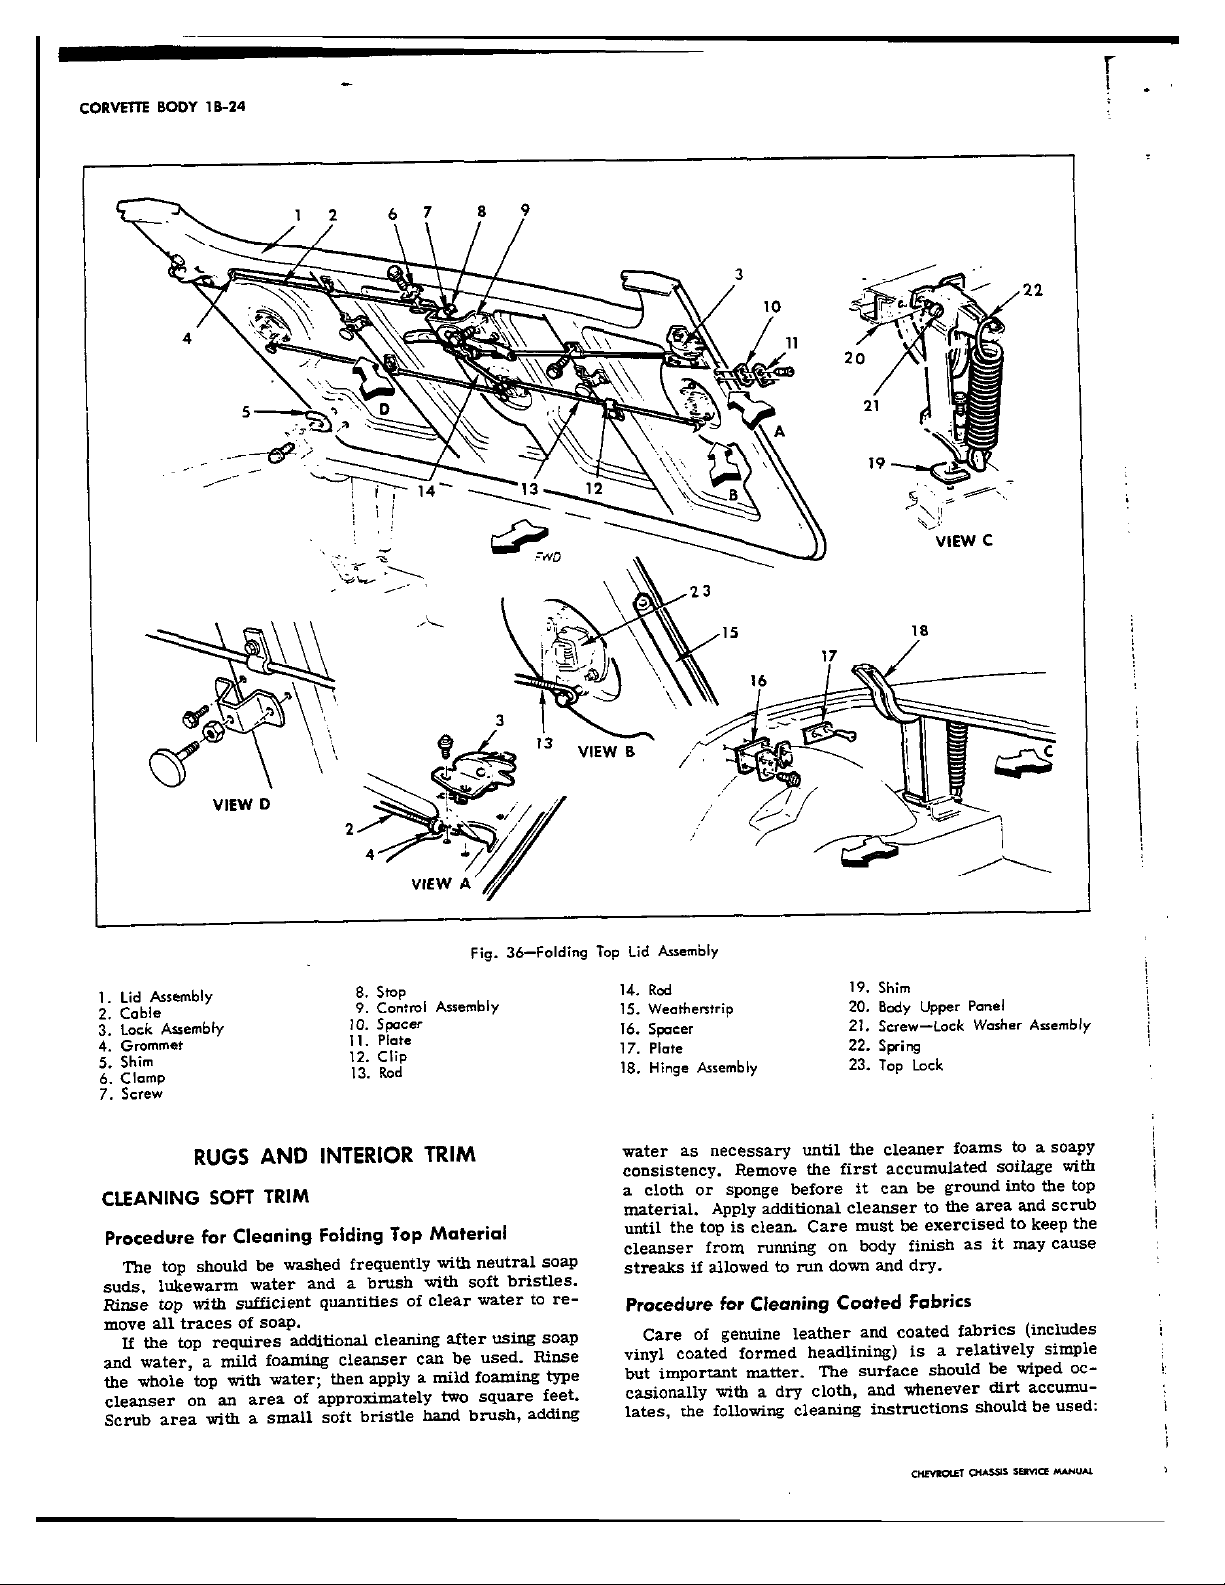 CORVETTE BODY 1B-24
1 2 6 7 8 9
3
10
11
4
5
D
A
B
14 13 12
FWD
22
20
21
19
VIEW C
23
15
13
VIEW B
18
17
16
C
VIEW D
3
2
4
VIEW A
Fig. 36—Folding Top Lid Assembly
1. Lid Assembly
2. Cable
3. Lock Assembly
4. Grommet
5. Shim
6. Clamp
7. Screw
8. Stop
9. Control Assembly
10. Spacer
11. Plate
12. Clip
13. Rod
14. Rod
15. Weatherstrip
16. Spacer
17. Plate
18. Hinge Assembly
19. Shim
20. Body Upper Panel
21. Screw—Lock Washer Assembly
22. Spring
23. Top Lock
RUGS AND INTERIOR TRIM
CLEANING SOFT TRIM
Procedure for Cleaning Folding Top Material
The top should be washed frequently with neutral soap
suds, lukewarm water and a brush with soft bristles.
Rinse top with sufficient quantities of clear water to re-
move all traces of soap.
If the top requires additional cleaning after using soap
and water, a mild foaming cleanser can be used. Rinse
the whole top with water; then apply a mild foaming type
cleanser on an area of approximately two square feet.
Scrub area with a small soft bristle hand brush, adding
water as necessary until the cleaner foams to a soapy
consistency. Remove the first accumulated soilage with
a cloth or sponge before it can be ground into the top
material. Apply additional cleanser to the area and scrub
until the top is clean. Care must be exercised to keep the
cleanser from running on body finish as it may cause
streaks if allowed to run down and dry.
Procedure for Cleaning Coated Fabrics
Care of genuine leather and coated fabrics (includes
vinyl coated formed headlining) is a relatively simple
but important matter. The surface should be wiped oc-
casionally with a dry cloth, and whenever dirt accumu-
lates, the following cleaning instructions should be used:
CHEVROLET CHASSIS SERVICE MANUAL